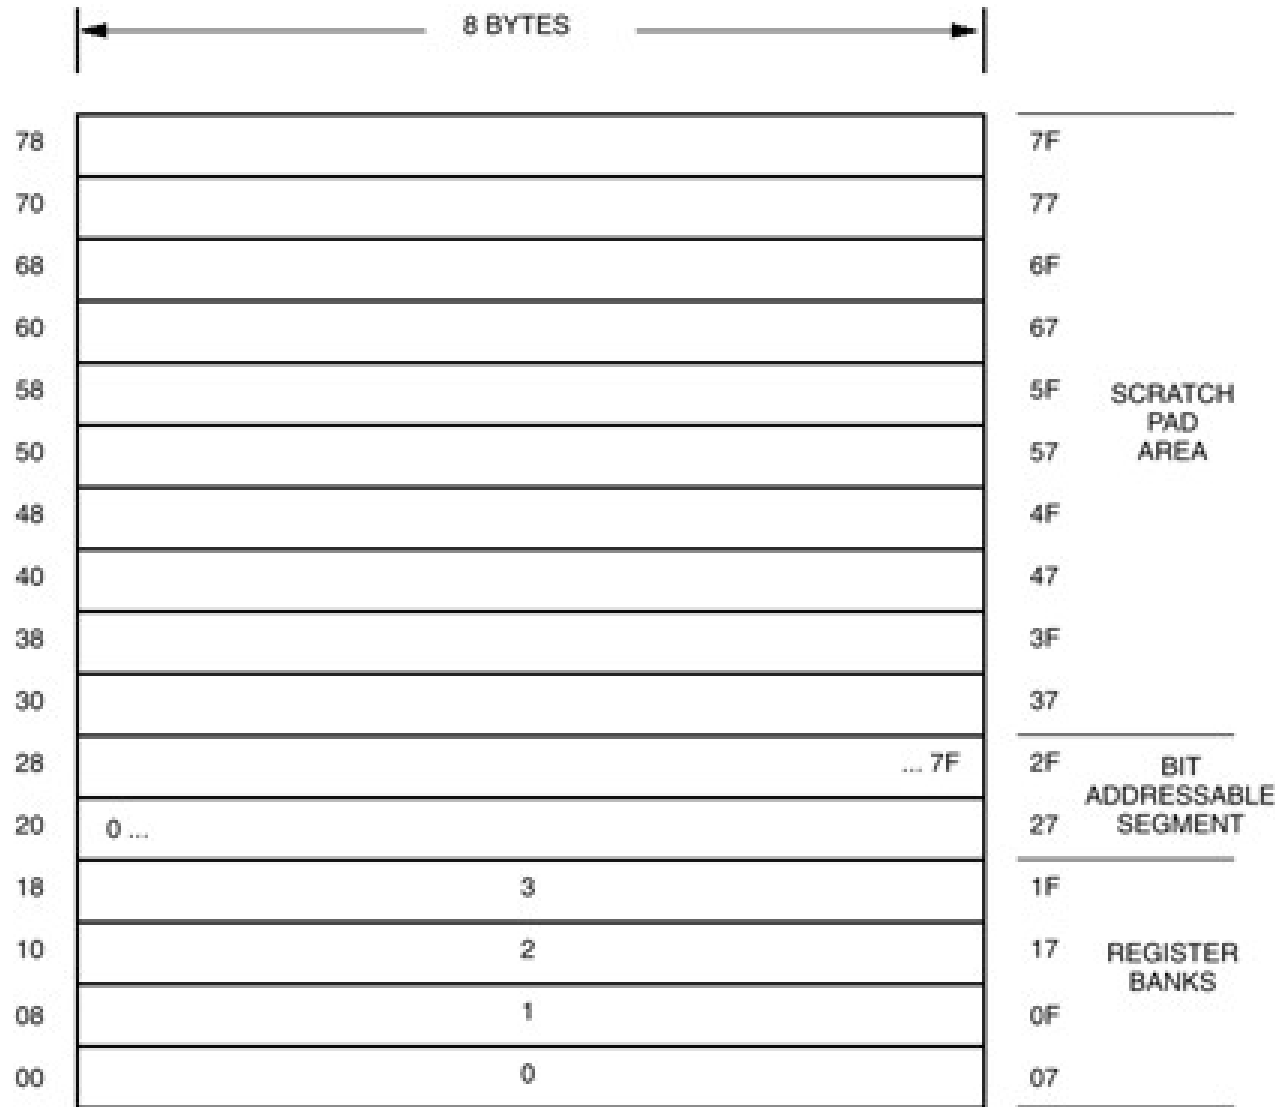 8 BYTES
78 7F
70 77
68 6F
60 67
58 5F SCRATCH
PAD
50 57 AREA
48 4F
40 47
38 3F
30 37
28 ... 7F 2F BIT
ADDRESSABLE
20 0 ... 27 SEGMENT
18 3 1F
10 2 17 REGISTER
BANKS
08 1 0F
00 0 07